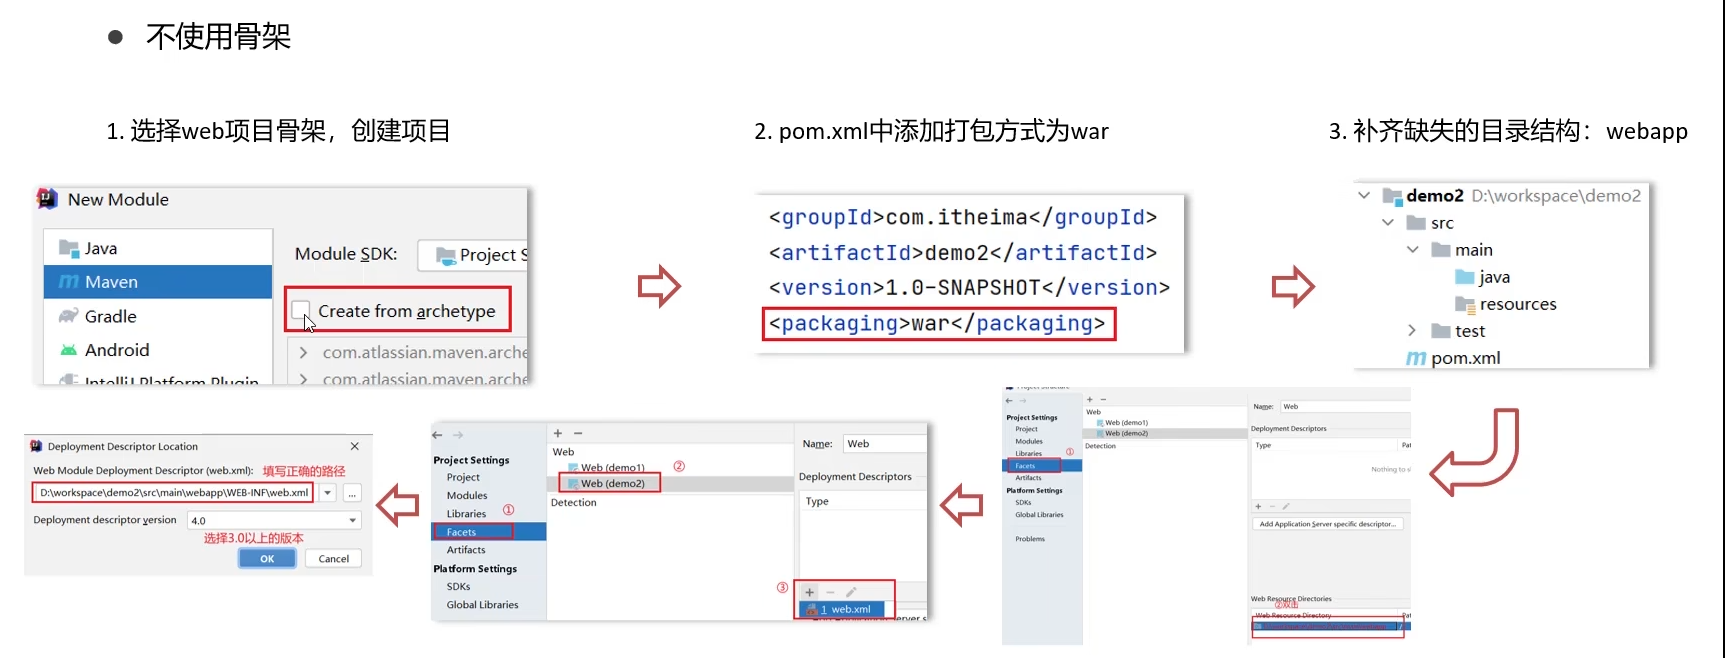 ● 不使用骨架
1. 选择web项目骨架，创建项目
2. pom.xml中添加打包方式为war
3. 补齐缺失的目录结构：webapp
New Module
Java
Maven
Gradle
Android
IntelliJ Platform Plugin
Module SDK:
Project S
Create from archetype
com.atlassian.maven.arche
com.atlassian.maven.arche
<groupId>com.itheima</groupId>
<artifactId>demo2</artifactId>
<version>1.0-SNAPSHOT</version>
<packaging>war</packaging>
demo2 D:\workspace\demo2
src
main
java
resources
test
pom.xml
Project Structure
Project Settings
Project
Modules
Libraries
Facets
①
Artifacts
Platform Settings
SDKs
Global Libraries
Problems
Web
Web (demo1)
Web (demo2)
Detection
Name: Web
Deployment Descriptors
Type
Pat
Nothing to
Add Application Server specific descriptor...
Web Resource Directories
②双击
Web Resource Directory
Pat
Project Settings
Project
Modules
Libraries
①
Facets
Artifacts
Platform Settings
SDKs
Global Libraries
Web
Web (demo1)
②
Web (demo2)
Detection
Name: Web
Deployment Descriptors
Type
③
1 web.xml
Deployment Descriptor Location
Web Module Deployment Descriptor (web.xml): 填写正确的路径
D:\workspace\demo2\src\main\webapp\WEB-INF\web.xml
...
Deployment descriptor version 4.0
选择3.0以上的版本
OK
Cancel